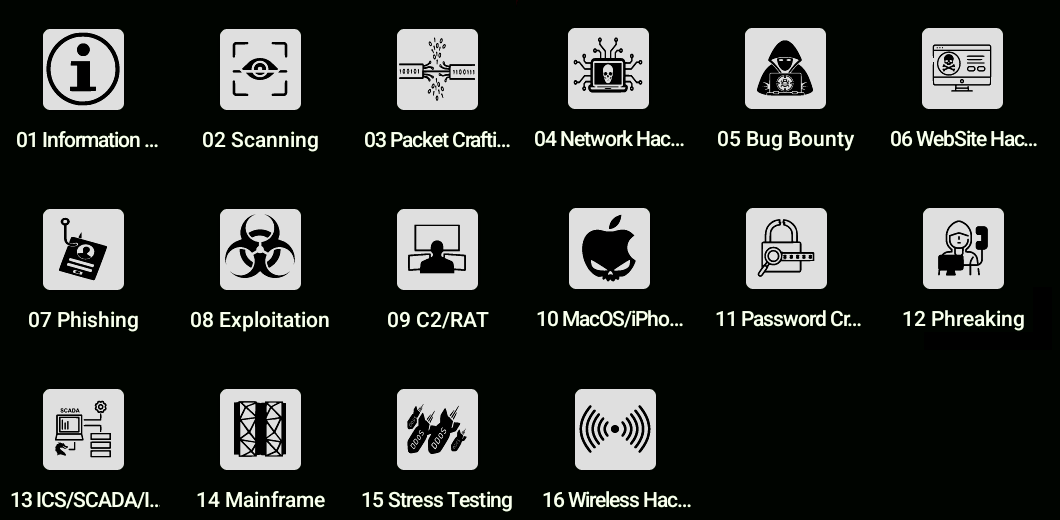 01 Information ...
02 Scanning
03 Packet Crafti...
04 Network Hac...
05 Bug Bounty
06 WebSite Hac...
07 Phishing
08 Exploitation
09 C2/RAT
10 MacOS/iPho...
11 Password Cr...
12 Phreaking
SCADA
13 ICS/SCADA/I...
14 Mainframe
DDOS
DDOS
15 Stress Testing
16 Wireless Hac...